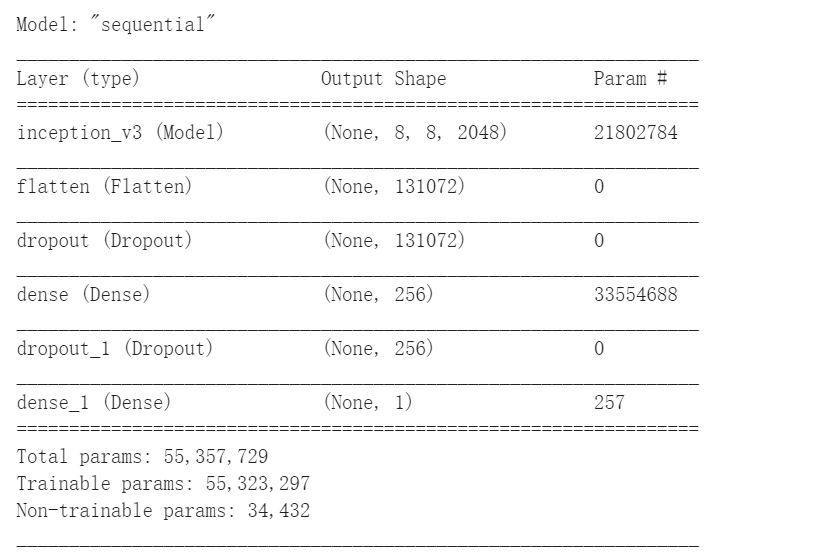 Model: "sequential"
_________________________________________________________________
Layer (type)                 Output Shape              Param #
=================================================================
inception_v3 (Model)         (None, 8, 8, 2048)        21802784
_________________________________________________________________
flatten (Flatten)            (None, 131072)            0
_________________________________________________________________
dropout (Dropout)            (None, 131072)            0
_________________________________________________________________
dense (Dense)                (None, 256)               33554688
_________________________________________________________________
dropout_1 (Dropout)          (None, 256)               0
_________________________________________________________________
dense_1 (Dense)              (None, 1)                 257
=================================================================
Total params: 55,357,729
Trainable params: 55,323,297
Non-trainable params: 34,432
_________________________________________________________________